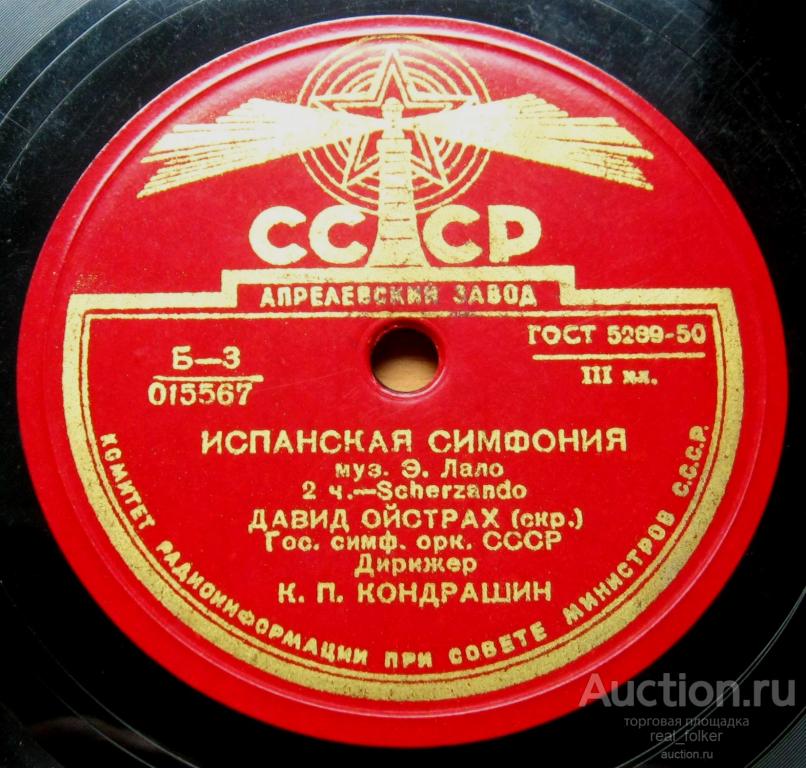 СССР
АПРЕЛЕВСКИЙ ЗАВОД
Б—3
015567
ГОСТ 5289-50
III кл.
ИСПАНСКАЯ СИМФОНИЯ
муз. Э. Лало
2 ч.—Scherzando
ДАВИД ОЙСТРАХ (скр.)
Гос. симф. орк. СССР
Дирижер
К. П. КОНДРАШИН
КОМИТЕТ РАДИОИНФОРМАЦИИ ПРИ СОВЕТЕ МИНИСТРОВ С.С.С.Р.
Auction.ru
торговая площадка
real_folker
auction.ru